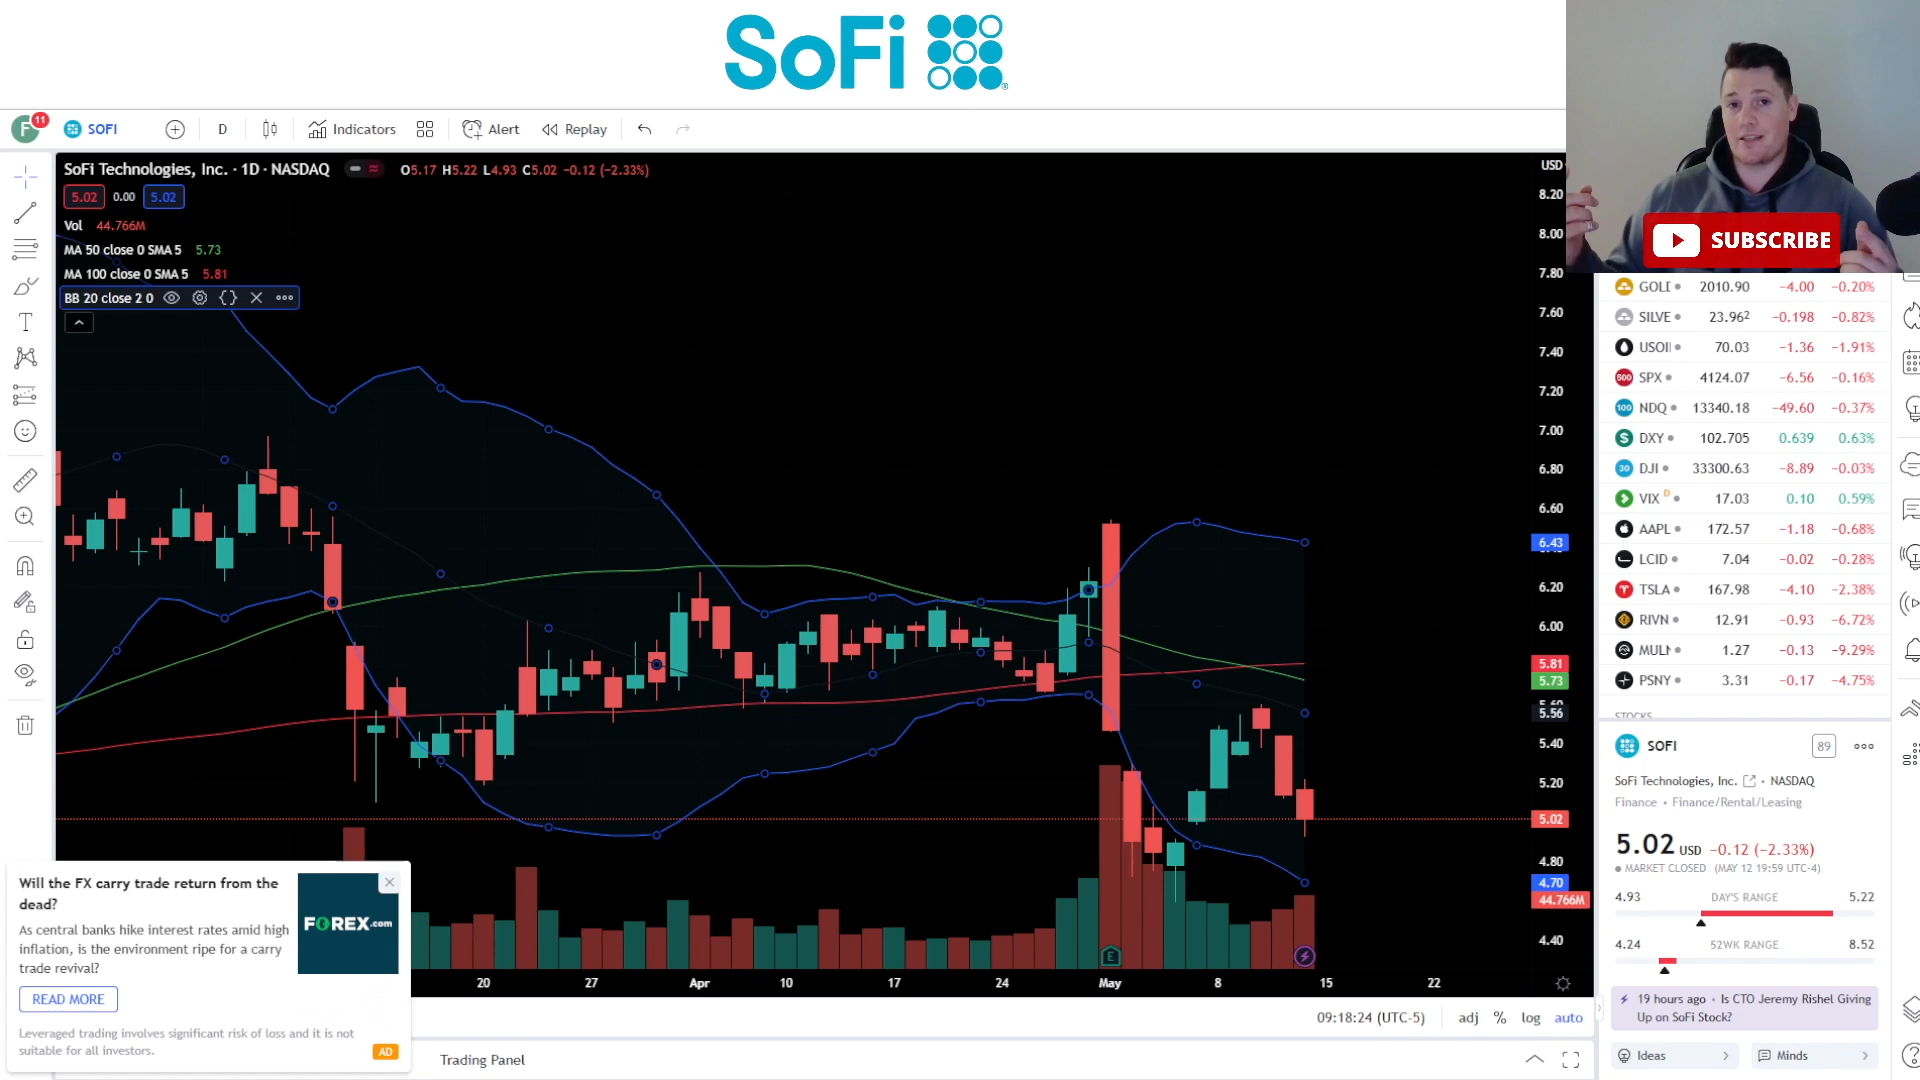 SoFi
F 11 SOFI D Indicators Alert Replay
SUBSCRIBE
SoFi Technologies, Inc. · 1D · NASDAQ O5.17 H5.22 L4.93 C5.02 −0.12 (−2.33%)
5.02 0.00 5.02
Vol 44.766M
MA 50 close 0 SMA 5 5.73
MA 100 close 0 SMA 5 5.81
BB 20 close 2 0
USD
8.20
8.00
7.80
7.60
7.40
7.20
7.00
6.80
6.60
6.43
6.20
6.00
5.81
5.73
5.56
5.40
5.20
5.02
4.80
4.70
44.766M
4.40
E
20 27 Apr 10 17 24 May 8 15 22
09:18:24 (UTC-5) adj % log auto
Trading Panel
Will the FX carry trade return from the
dead?
As central banks hike interest rates amid high
inflation, is the environment ripe for a carry
trade revival?
FOREX.com
READ MORE
Leveraged trading involves significant risk of loss and it is not
suitable for all investors.
AD
GOLD 2010.90 −4.00 −0.20%
SILVE 23.962 −0.198 −0.82%
USOI 70.03 −1.36 −1.91%
500 SPX 4124.07 −6.56 −0.16%
100 NDQ 13340.18 −49.60 −0.37%
S DXY 102.705 0.639 0.63%
30 DJI 33300.63 −8.89 −0.03%
VIX D 17.03 0.10 0.59%
AAPL 172.57 −1.18 −0.68%
LCID 7.04 −0.02 −0.28%
TSLA 167.98 −4.10 −2.38%
RIVN 12.91 −0.93 −6.72%
MULN 1.27 −0.13 −9.29%
PSNY 3.31 −0.17 −4.75%
STOCKS
SOFI 89
SoFi Technologies, Inc. • NASDAQ
Finance • Finance/Rental/Leasing
5.02 USD −0.12 (−2.33%)
MARKET CLOSED (MAY 12 19:59 UTC-4)
4.93 DAY'S RANGE 5.22
4.24 52WK RANGE 8.52
19 hours ago • Is CTO Jeremy Rishel Giving
Up on SoFi Stock?
Ideas Minds